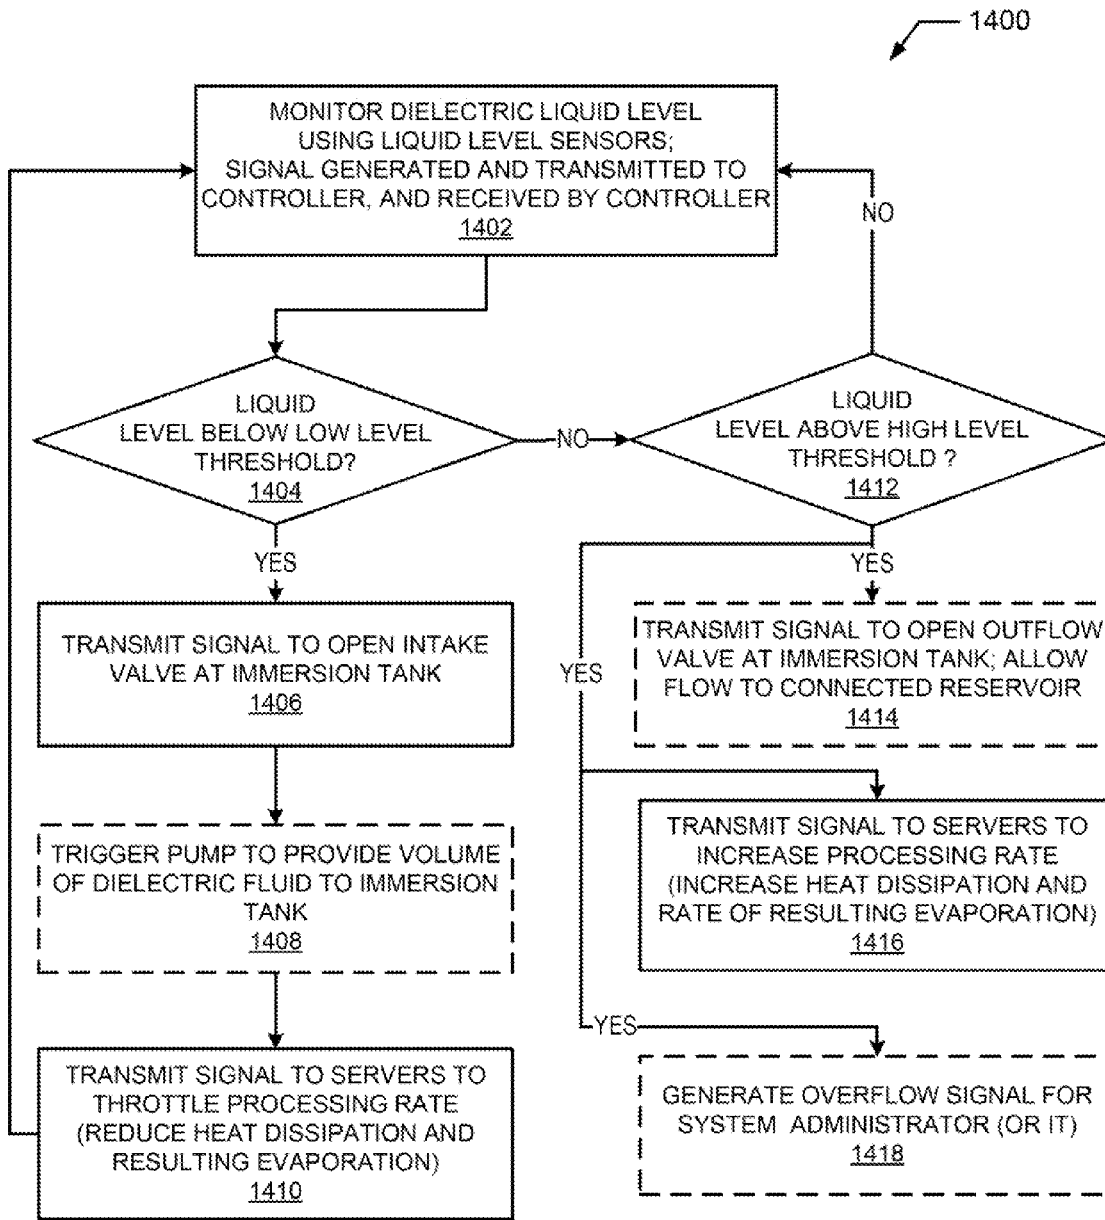 1400
MONITOR DIELECTRIC LIQUID LEVEL
USING LIQUID LEVEL SENSORS;
SIGNAL GENERATED AND TRANSMITTED TO
CONTROLLER, AND RECEIVED BY CONTROLLER
1402
NO
LIQUID
LEVEL BELOW LOW LEVEL
THRESHOLD?
1404
NO
LIQUID
LEVEL ABOVE HIGH LEVEL
THRESHOLD ?
1412
YES
YES
TRANSMIT SIGNAL TO OPEN INTAKE
VALVE AT IMMERSION TANK
1406
YES
TRANSMIT SIGNAL TO OPEN OUTFLOW
VALVE AT IMMERSION TANK; ALLOW
FLOW TO CONNECTED RESERVOIR
1414
TRIGGER PUMP TO PROVIDE VOLUME
OF DIELECTRIC FLUID TO IMMERSION
TANK
1408
TRANSMIT SIGNAL TO SERVERS TO
INCREASE PROCESSING RATE
(INCREASE HEAT DISSIPATION AND
RATE OF RESULTING EVAPORATION)
1416
YES
TRANSMIT SIGNAL TO SERVERS TO
THROTTLE PROCESSING RATE
(REDUCE HEAT DISSIPATION AND
RESULTING EVAPORATION)
1410
GENERATE OVERFLOW SIGNAL FOR
SYSTEM ADMINISTRATOR (OR IT)
1418